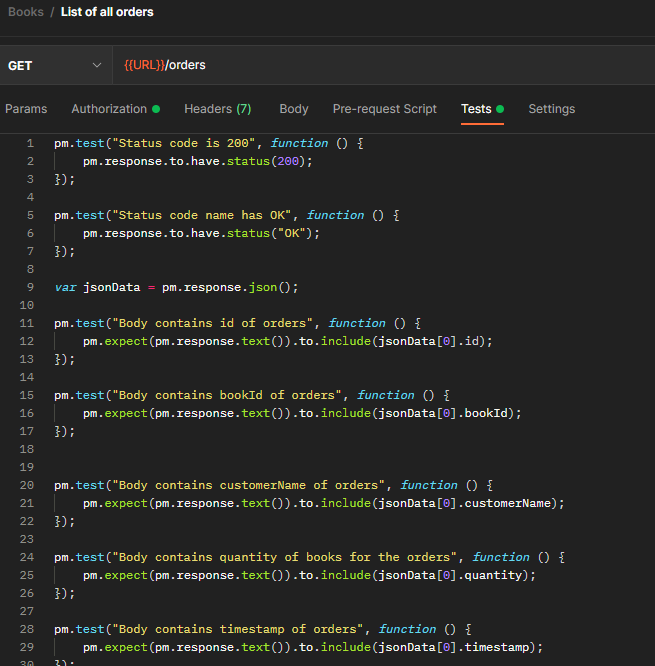 Books / List of all orders
GET {{URL}}/orders
Params Authorization Headers (7) Body Pre-request Script Tests Settings
1 pm.test("Status code is 200", function () {
2 pm.response.to.have.status(200);
3 });
4
5 pm.test("Status code name has OK", function () {
6 pm.response.to.have.status("OK");
7 });
8
9 var jsonData = pm.response.json();
10
11 pm.test("Body contains id of orders", function () {
12 pm.expect(pm.response.text()).to.include(jsonData[0].id);
13 });
14
15 pm.test("Body contains bookId of orders", function () {
16 pm.expect(pm.response.text()).to.include(jsonData[0].bookId);
17 });
18
19
20 pm.test("Body contains customerName of orders", function () {
21 pm.expect(pm.response.text()).to.include(jsonData[0].customerName);
22 });
23
24 pm.test("Body contains quantity of books for the orders", function () {
25 pm.expect(pm.response.text()).to.include(jsonData[0].quantity);
26 });
27
28 pm.test("Body contains timestamp of orders", function () {
29 pm.expect(pm.response.text()).to.include(jsonData[0].timestamp);
30 });